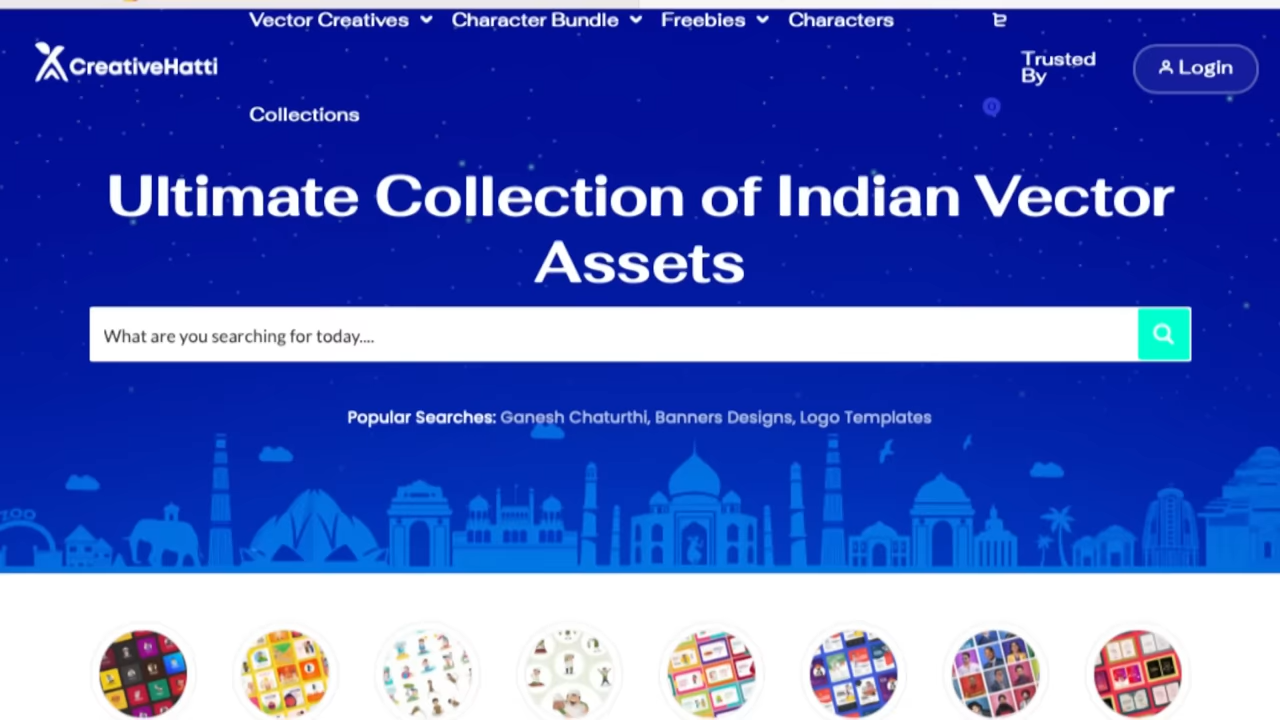 Vector Creatives Character Bundle Freebies Characters
CreativeHatti
Trusted
By
Login
Collections
Ultimate Collection of Indian Vector
Assets
What are you searching for today....
Popular Searches: Ganesh Chaturthi, Banners Designs, Logo Templates
ZOO